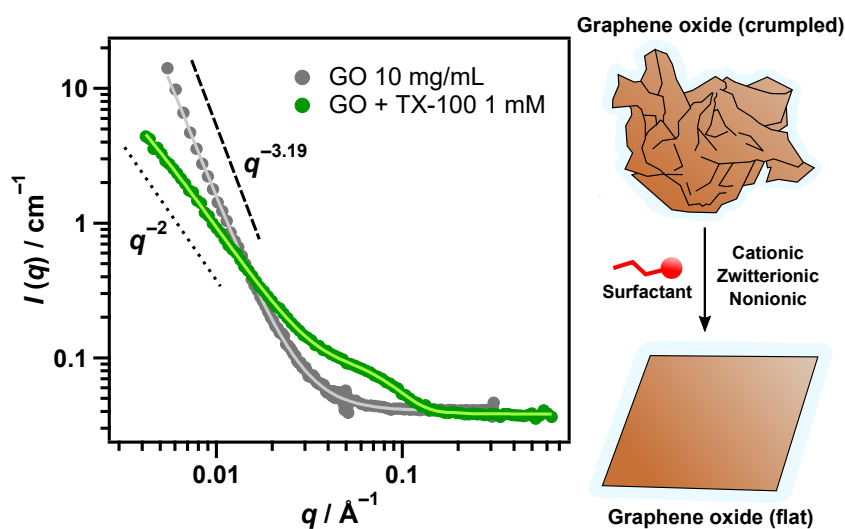 I (q) / cm⁻¹
10
1
0.1
0.01
0.1
q / Å⁻¹
GO 10 mg/mL
GO + TX-100 1 mM
q⁻³·¹⁹
q⁻²
Graphene oxide (crumpled)
Surfactant
Cationic
Zwitterionic
Nonionic
Graphene oxide (flat)